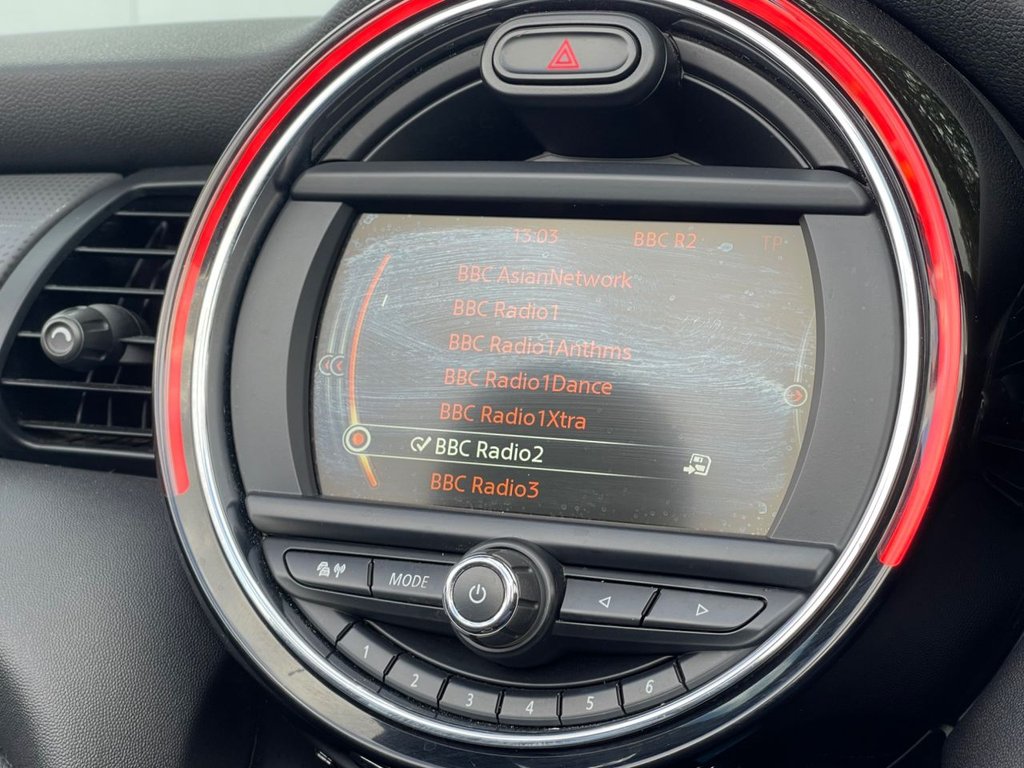 13:03 BBC R2 TP
BBC AsianNetwork
BBC Radio1
BBC Radio1Anthms
BBC Radio1Dance
BBC Radio1Xtra
BBC Radio2
BBC Radio3
MODE
1 2 3 4 5 6